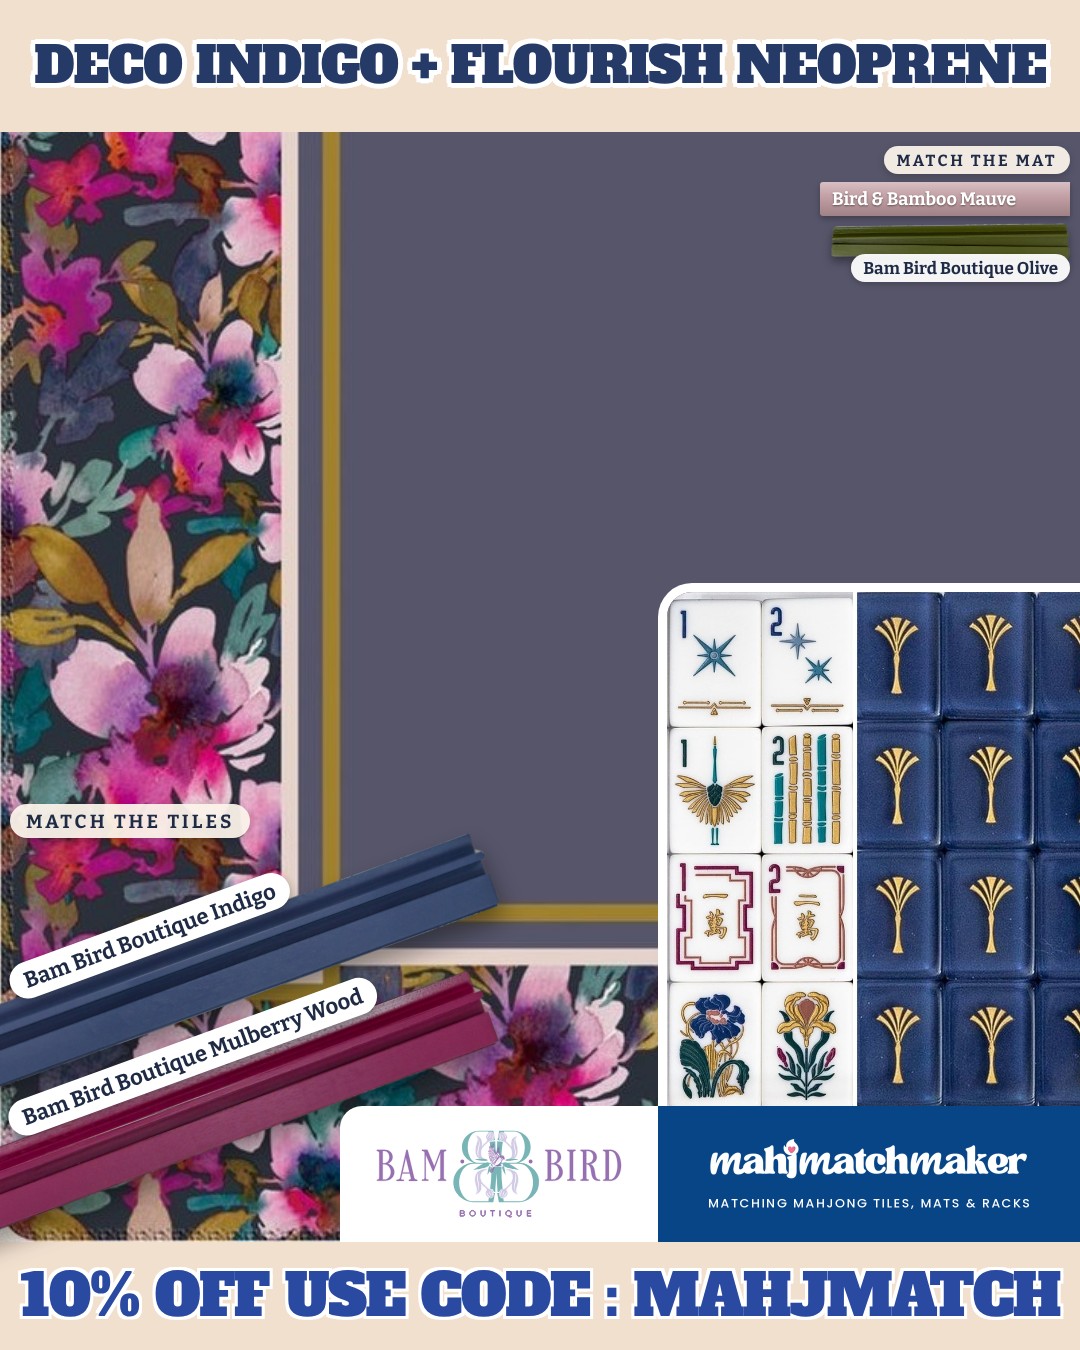 DECO INDIGO + FLOURISH NEOPRENE
MATCH THE MAT
Bird & Bamboo Mauve
Bam Bird Boutique Olive
1
2
1
2
1
2
一
二
萬
萬
MATCH THE TILES
Bam Bird Boutique Indigo
Bam Bird Boutique Mulberry Wood
BAM BIRD
BOUTIQUE
mahjmatchmaker
MATCHING MAHJONG TILES, MATS & RACKS
10% OFF USE CODE : MAHJMATCH